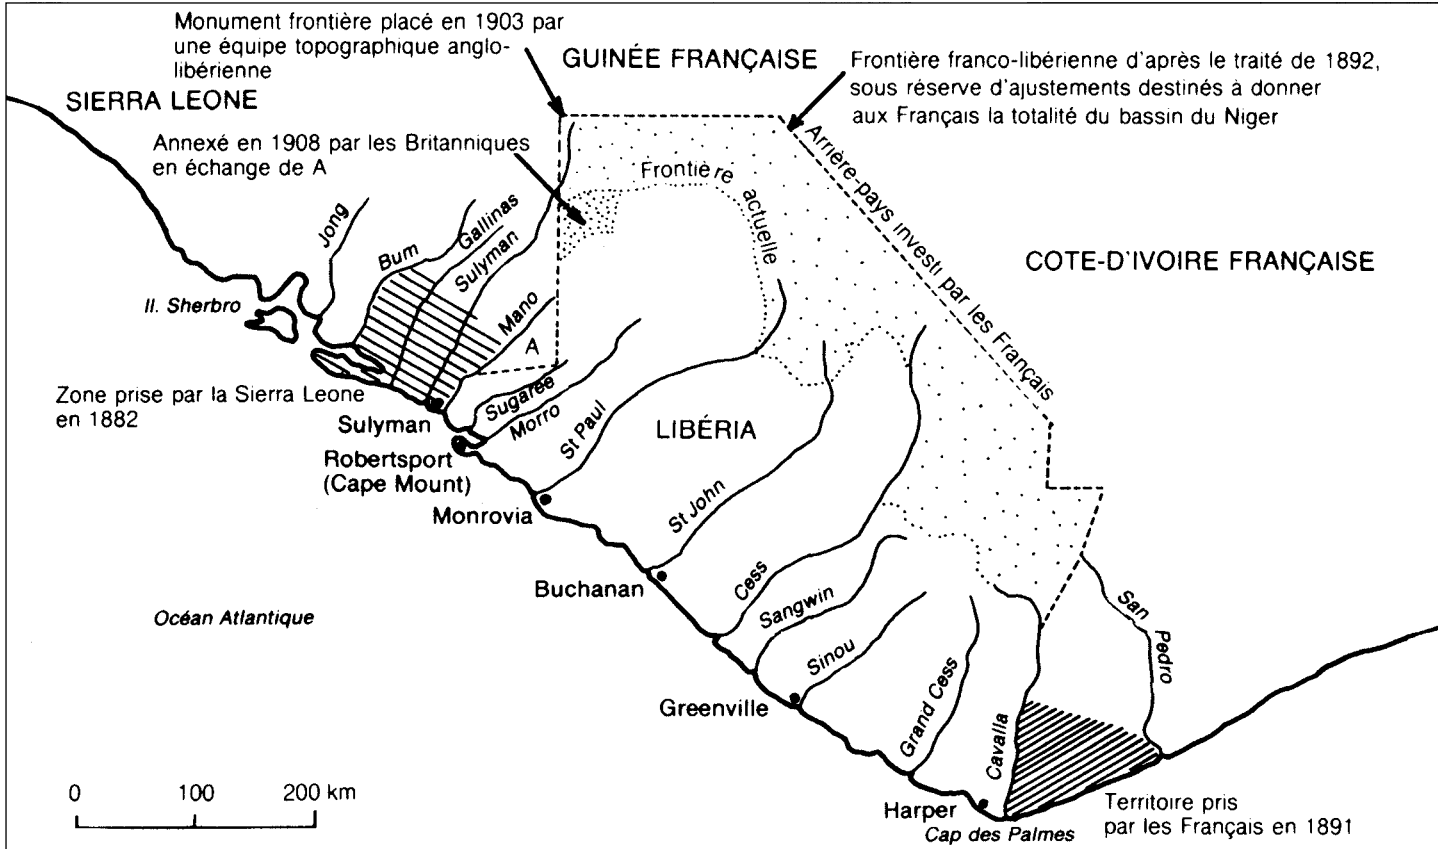 Monument frontière placé en 1903 par
une équipe topographique anglo-
libérienne
GUINÉE FRANÇAISE
Frontière franco-libérienne d'après le traité de 1892,
sous réserve d'ajustements destinés à donner
aux Français la totalité du bassin du Niger
SIERRA LEONE
Annexé en 1908 par les Britanniques
en échange de A
Arrière-pays investi par les Français
Frontière actuelle
COTE-D'IVOIRE FRANÇAISE
Jong
Bum
Gallinas
Sulyman
Mano
A
Il. Sherbro
Zone prise par la Sierra Leone
en 1882
Sulyman
Sugaree
Morro
St Paul
LIBÉRIA
Robertsport
(Cape Mount)
Monrovia
St John
Buchanan
Cess
Sangwin
Sinou
San Pedro
Océan Atlantique
Greenville
Grand Cess
Cavalla
0 100 200 km
Harper
Cap des Palmes
Territoire pris
par les Français en 1891